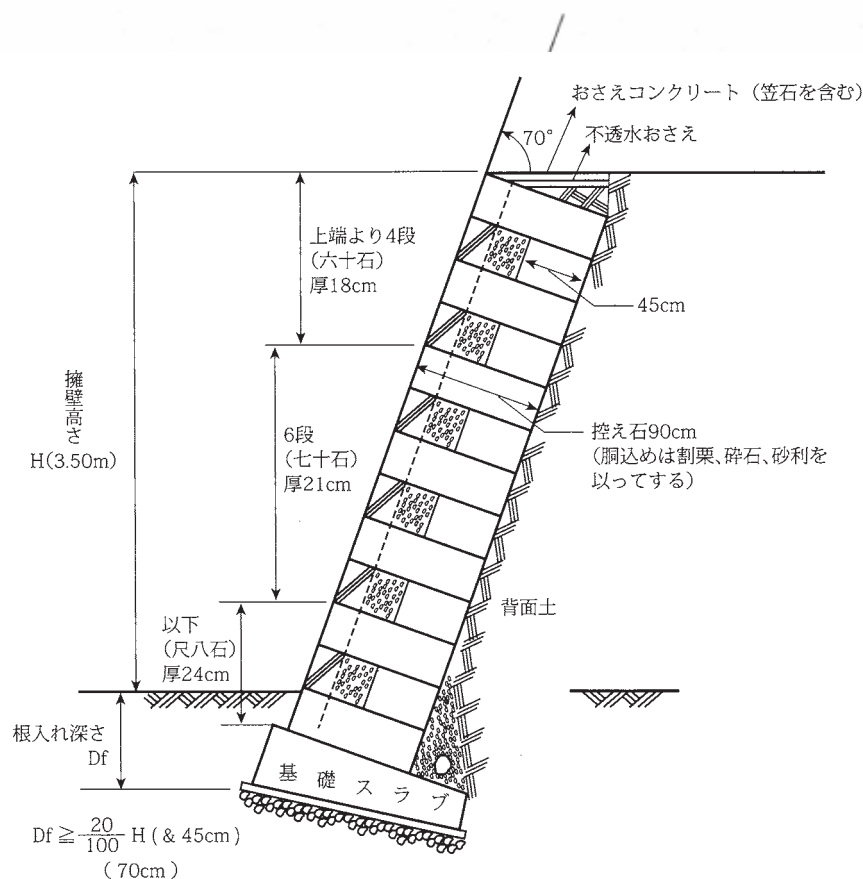 おさえコンクリート（笠石を含む）
70°
不透水おさえ
上端より4段
（六十石）
厚18cm
45cm
擁壁高さ
H(3.50m)
6段
（七十石）
厚21cm
控え石90cm
（胴込めは割栗、砕石、砂利を
以ってする）
背面土
以下
（尺八石）
厚24cm
根入れ深さ
Df
基礎スラブ
Df≧20/100 H（& 45cm）
（70cm）